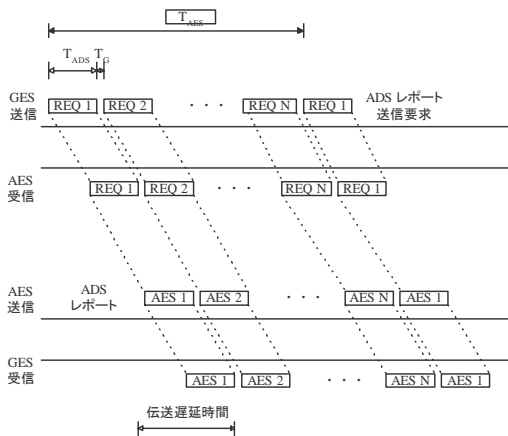 T_AES
T_ADS T_G
GES
送信
REQ 1 REQ 2 ・・・ REQ N REQ 1
ADS レポート
送信要求
AES
受信
REQ 1 REQ 2 ・・・ REQ N REQ 1
AES
送信
ADS
レポート
AES 1 AES 2 ・・・ AES N AES 1
GES
受信
AES 1 AES 2 ・・・ AES N AES 1
伝送遅延時間